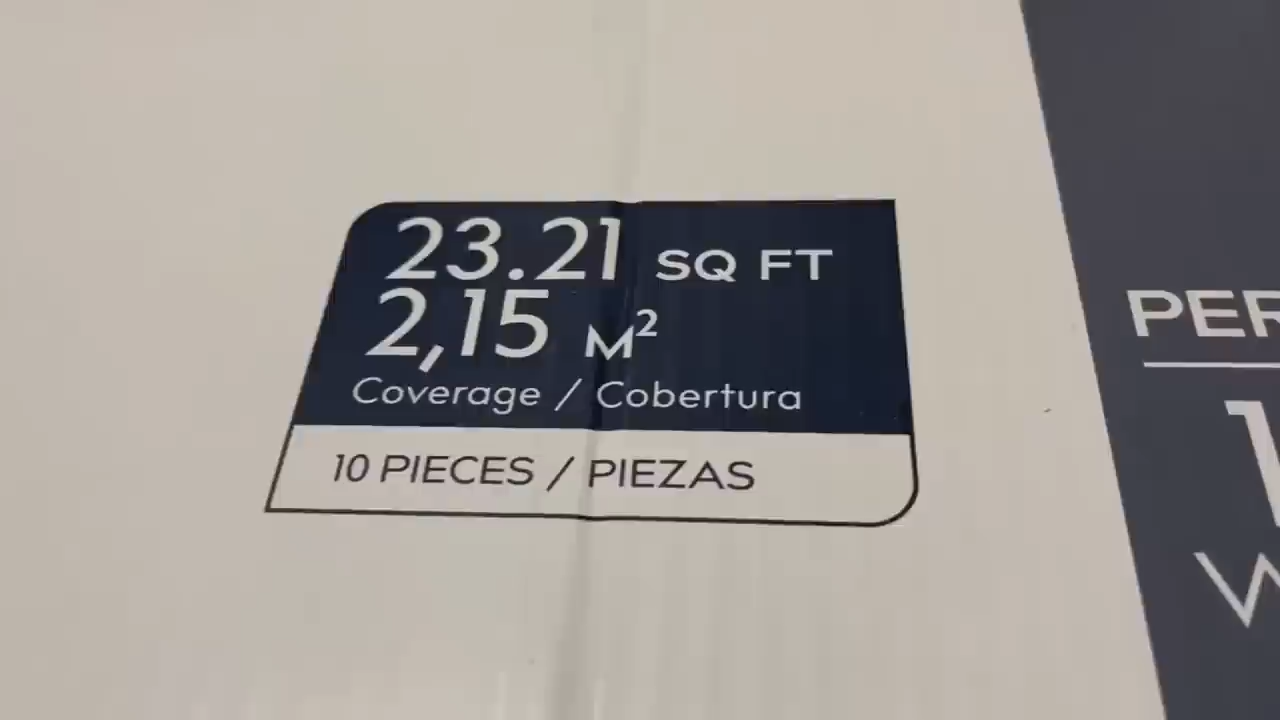 23.21 SQ FT
2,15 M²
Coverage / Cobertura
10 PIECES / PIEZAS